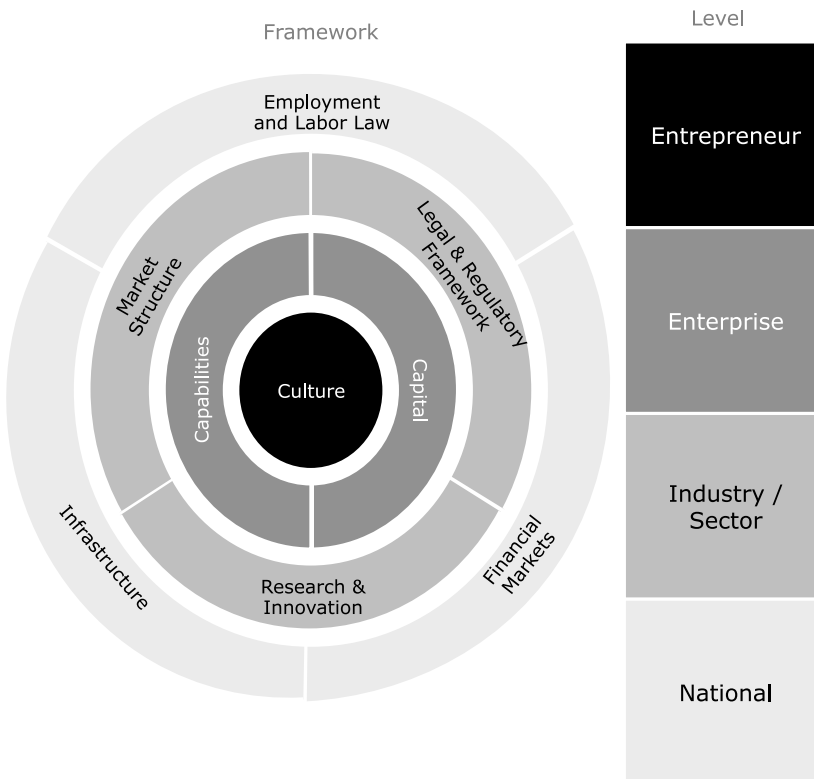 Framework
Level
Employment
and Labor Law
Entrepreneur
Legal & Regulatory
Framework
Market
Structure
Enterprise
Capabilities
Culture
Capital
Industry /
Sector
Infrastructure
Financial
Markets
Research &
Innovation
National